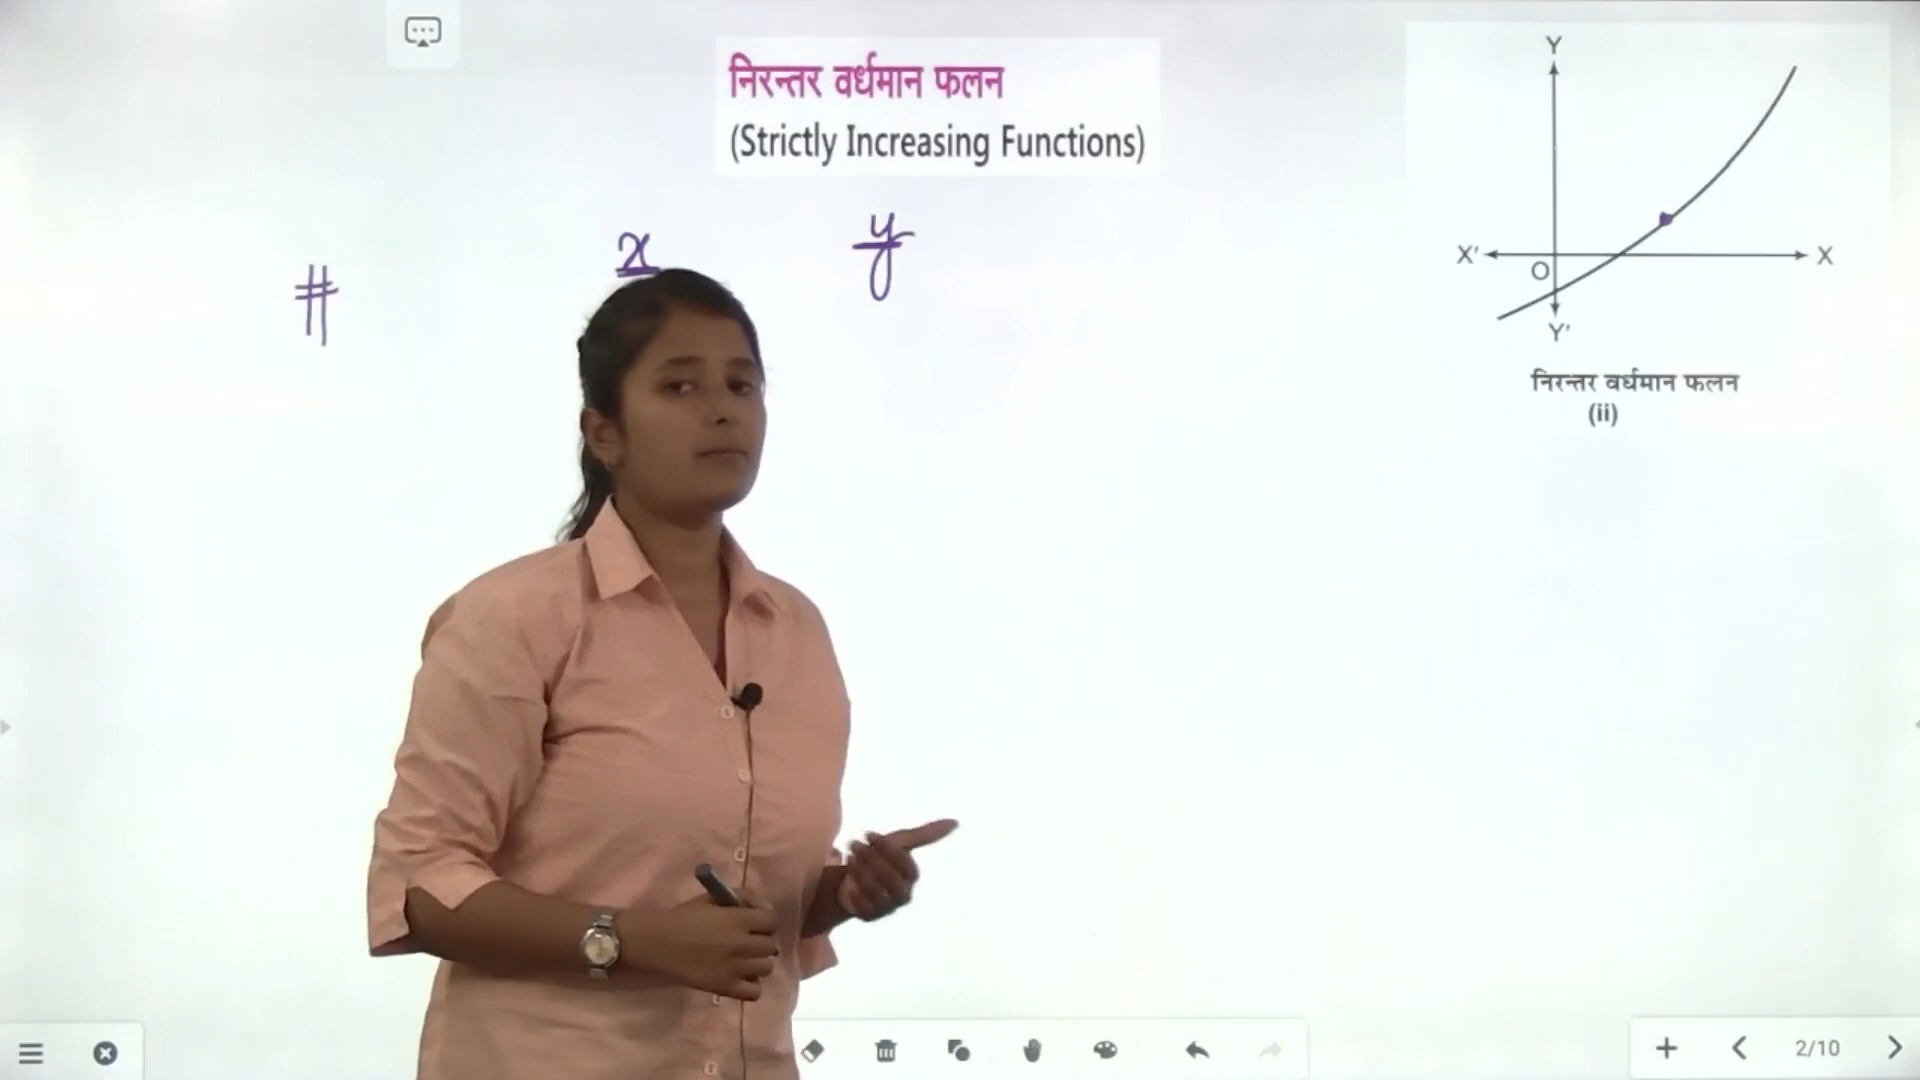 निरन्तर वर्धमान फलन
(Strictly Increasing Functions)
# x y
Y
X' O X
Y'
निरन्तर वर्धमान फलन
(ii)
2/10